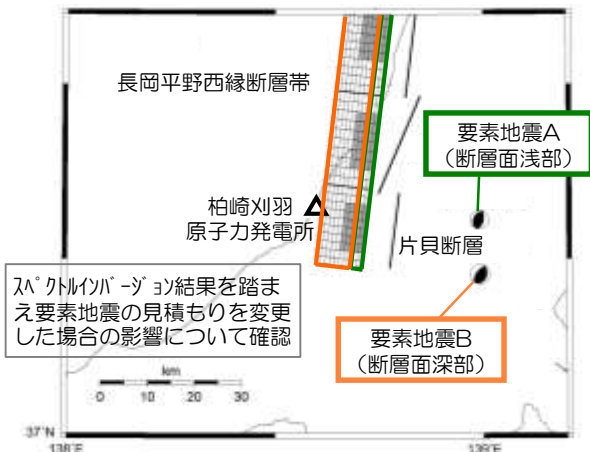 長岡平野西縁断層帯
要素地震A
（断層面浅部）
柏崎刈羽
原子力発電所
片貝断層
ｽﾍﾟｸﾄﾙｲﾝﾊﾞｰｼﾞｮﾝ結果を踏ま
え要素地震の見積もりを変更
した場合の影響について確認
要素地震B
（断層面深部）
km
0 10 20 30
37°N
138°E 139°E